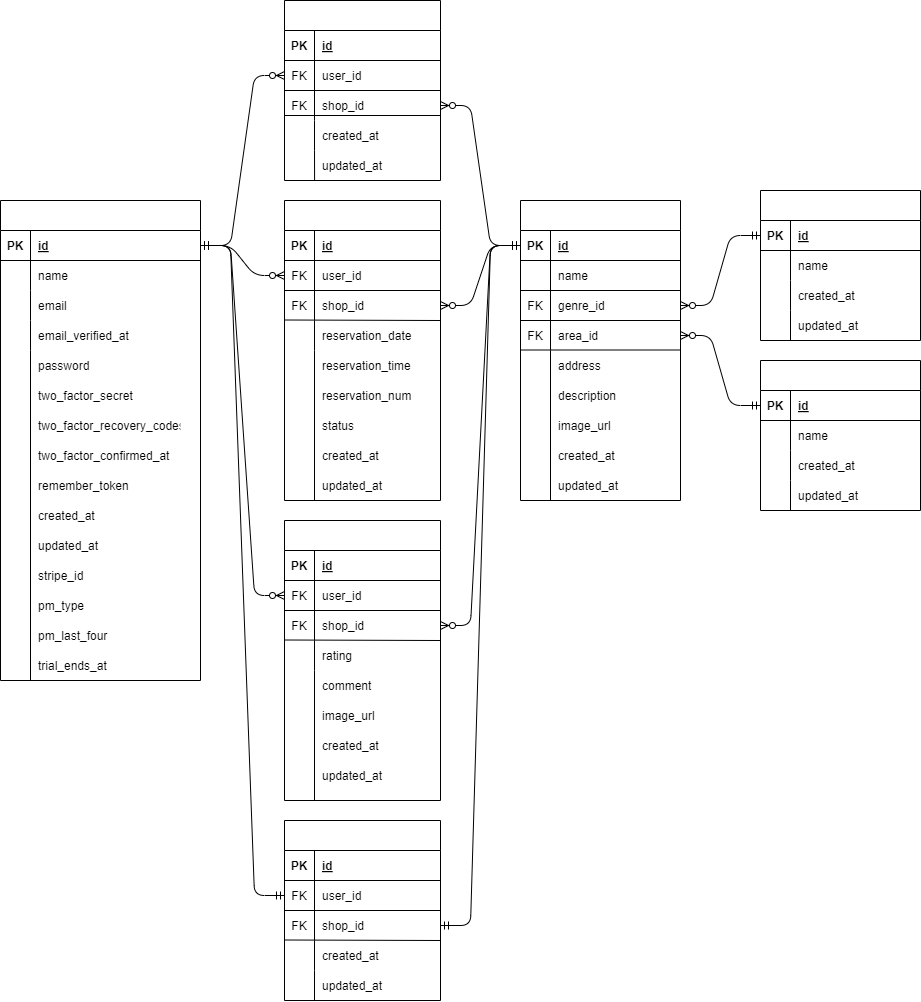 PK id
FK user_id
FK shop_id
created_at
updated_at
PK id
name
email
email_verified_at
password
two_factor_secret
two_factor_recovery_code
two_factor_confirmed_at
remember_token
created_at
updated_at
stripe_id
pm_type
pm_last_four
trial_ends_at
PK id
FK user_id
FK shop_id
reservation_date
reservation_time
reservation_num
status
created_at
updated_at
PK id
FK user_id
FK shop_id
rating
comment
image_url
created_at
updated_at
PK id
FK user_id
FK shop_id
created_at
updated_at
PK id
name
FK genre_id
FK area_id
address
description
image_url
created_at
updated_at
PK id
name
created_at
updated_at
PK id
name
created_at
updated_at